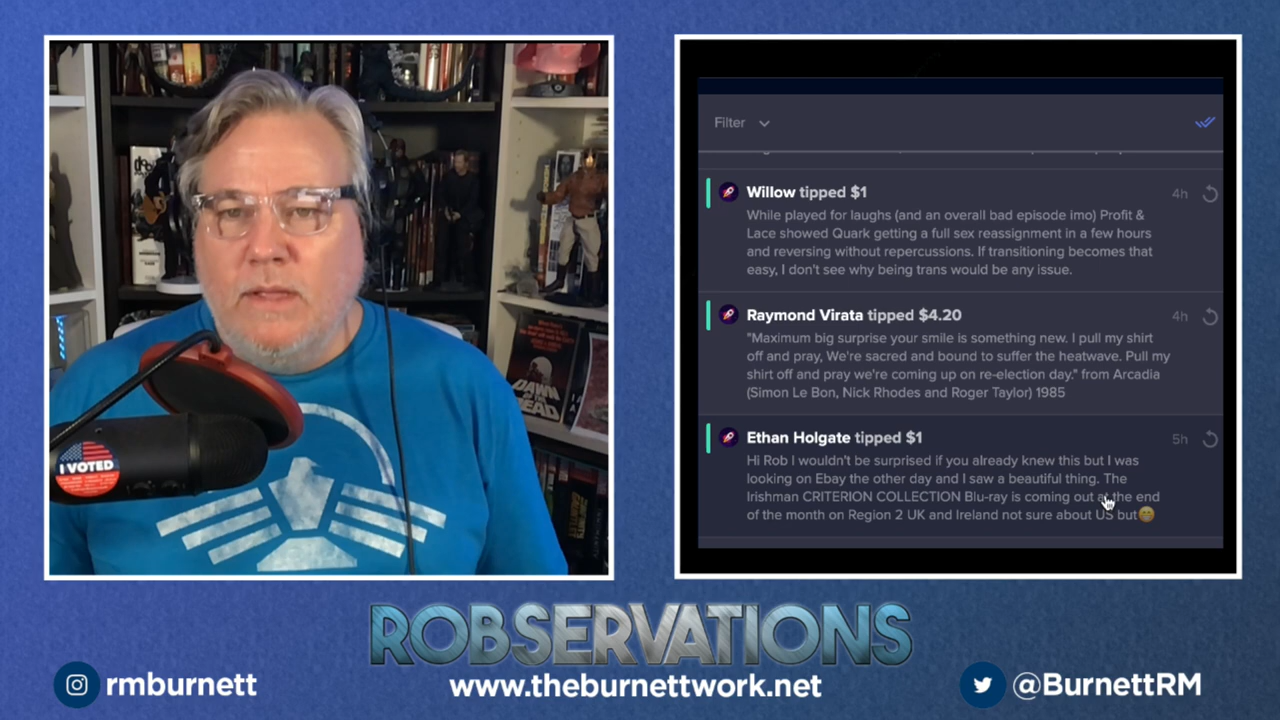 I VOTED
DAWN
OF THE
DEAD
Filter
Willow tipped $1
4h
While played for laughs (and an overall bad episode imo) Profit &
Lace showed Quark getting a full sex reassignment in a few hours
and reversing without repercussions. If transitioning becomes that
easy, I don't see why being trans would be any issue.
Raymond Virata tipped $4.20
4h
"Maximum big surprise your smile is something new. I pull my shirt
off and pray, We're sacred and bound to suffer the heatwave. Pull my
shirt off and pray we're coming up on re-election day." from Arcadia
(Simon Le Bon, Nick Rhodes and Roger Taylor) 1985
Ethan Holgate tipped $1
5h
Hi Rob I wouldn't be surprised if you already knew this but I was
looking on Ebay the other day and I saw a beautiful thing. The
Irishman CRITERION COLLECTION Blu-ray is coming out at the end
of the month on Region 2 UK and Ireland not sure about US but😁
ROBSERVATIONS
rmburnett
www.theburnettwork.net
@BurnettRM